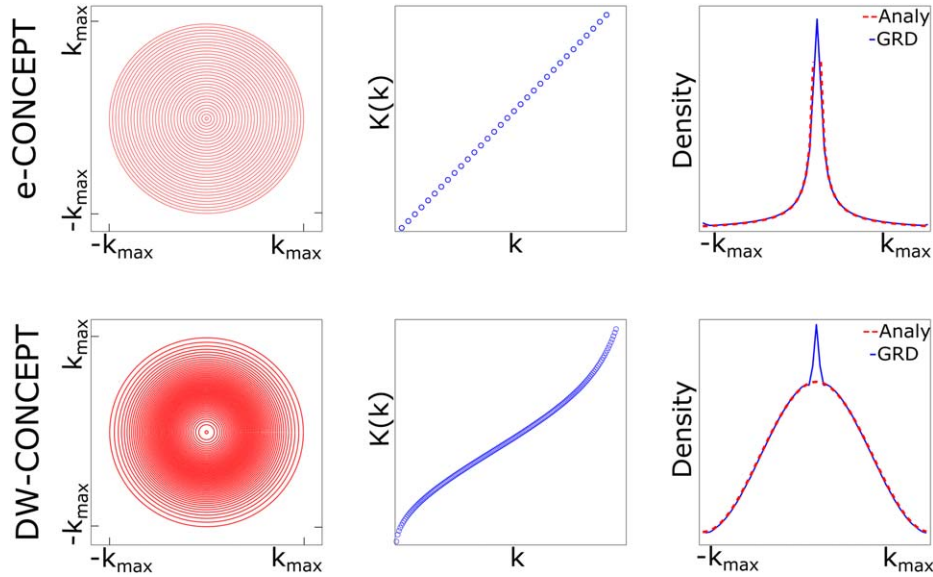 e-CONCEPT
k_max
-k_max
-k_max
k_max
K(k)
k
Density
Analy
GRD
-k_max
k_max
DW-CONCEPT
k_max
-k_max
-k_max
k_max
K(k)
k
Density
Analy
GRD
-k_max
k_max